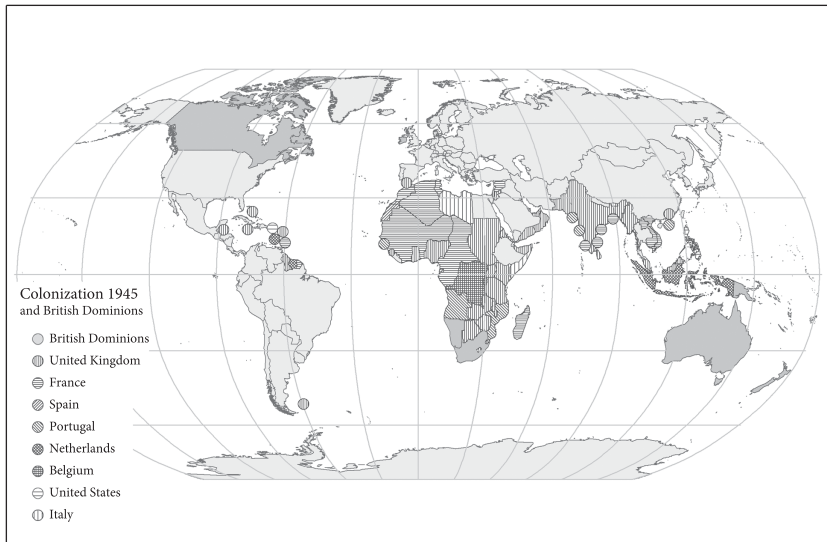 Colonization 1945
and British Dominions
British Dominions
United Kingdom
France
Spain
Portugal
Netherlands
Belgium
United States
Italy